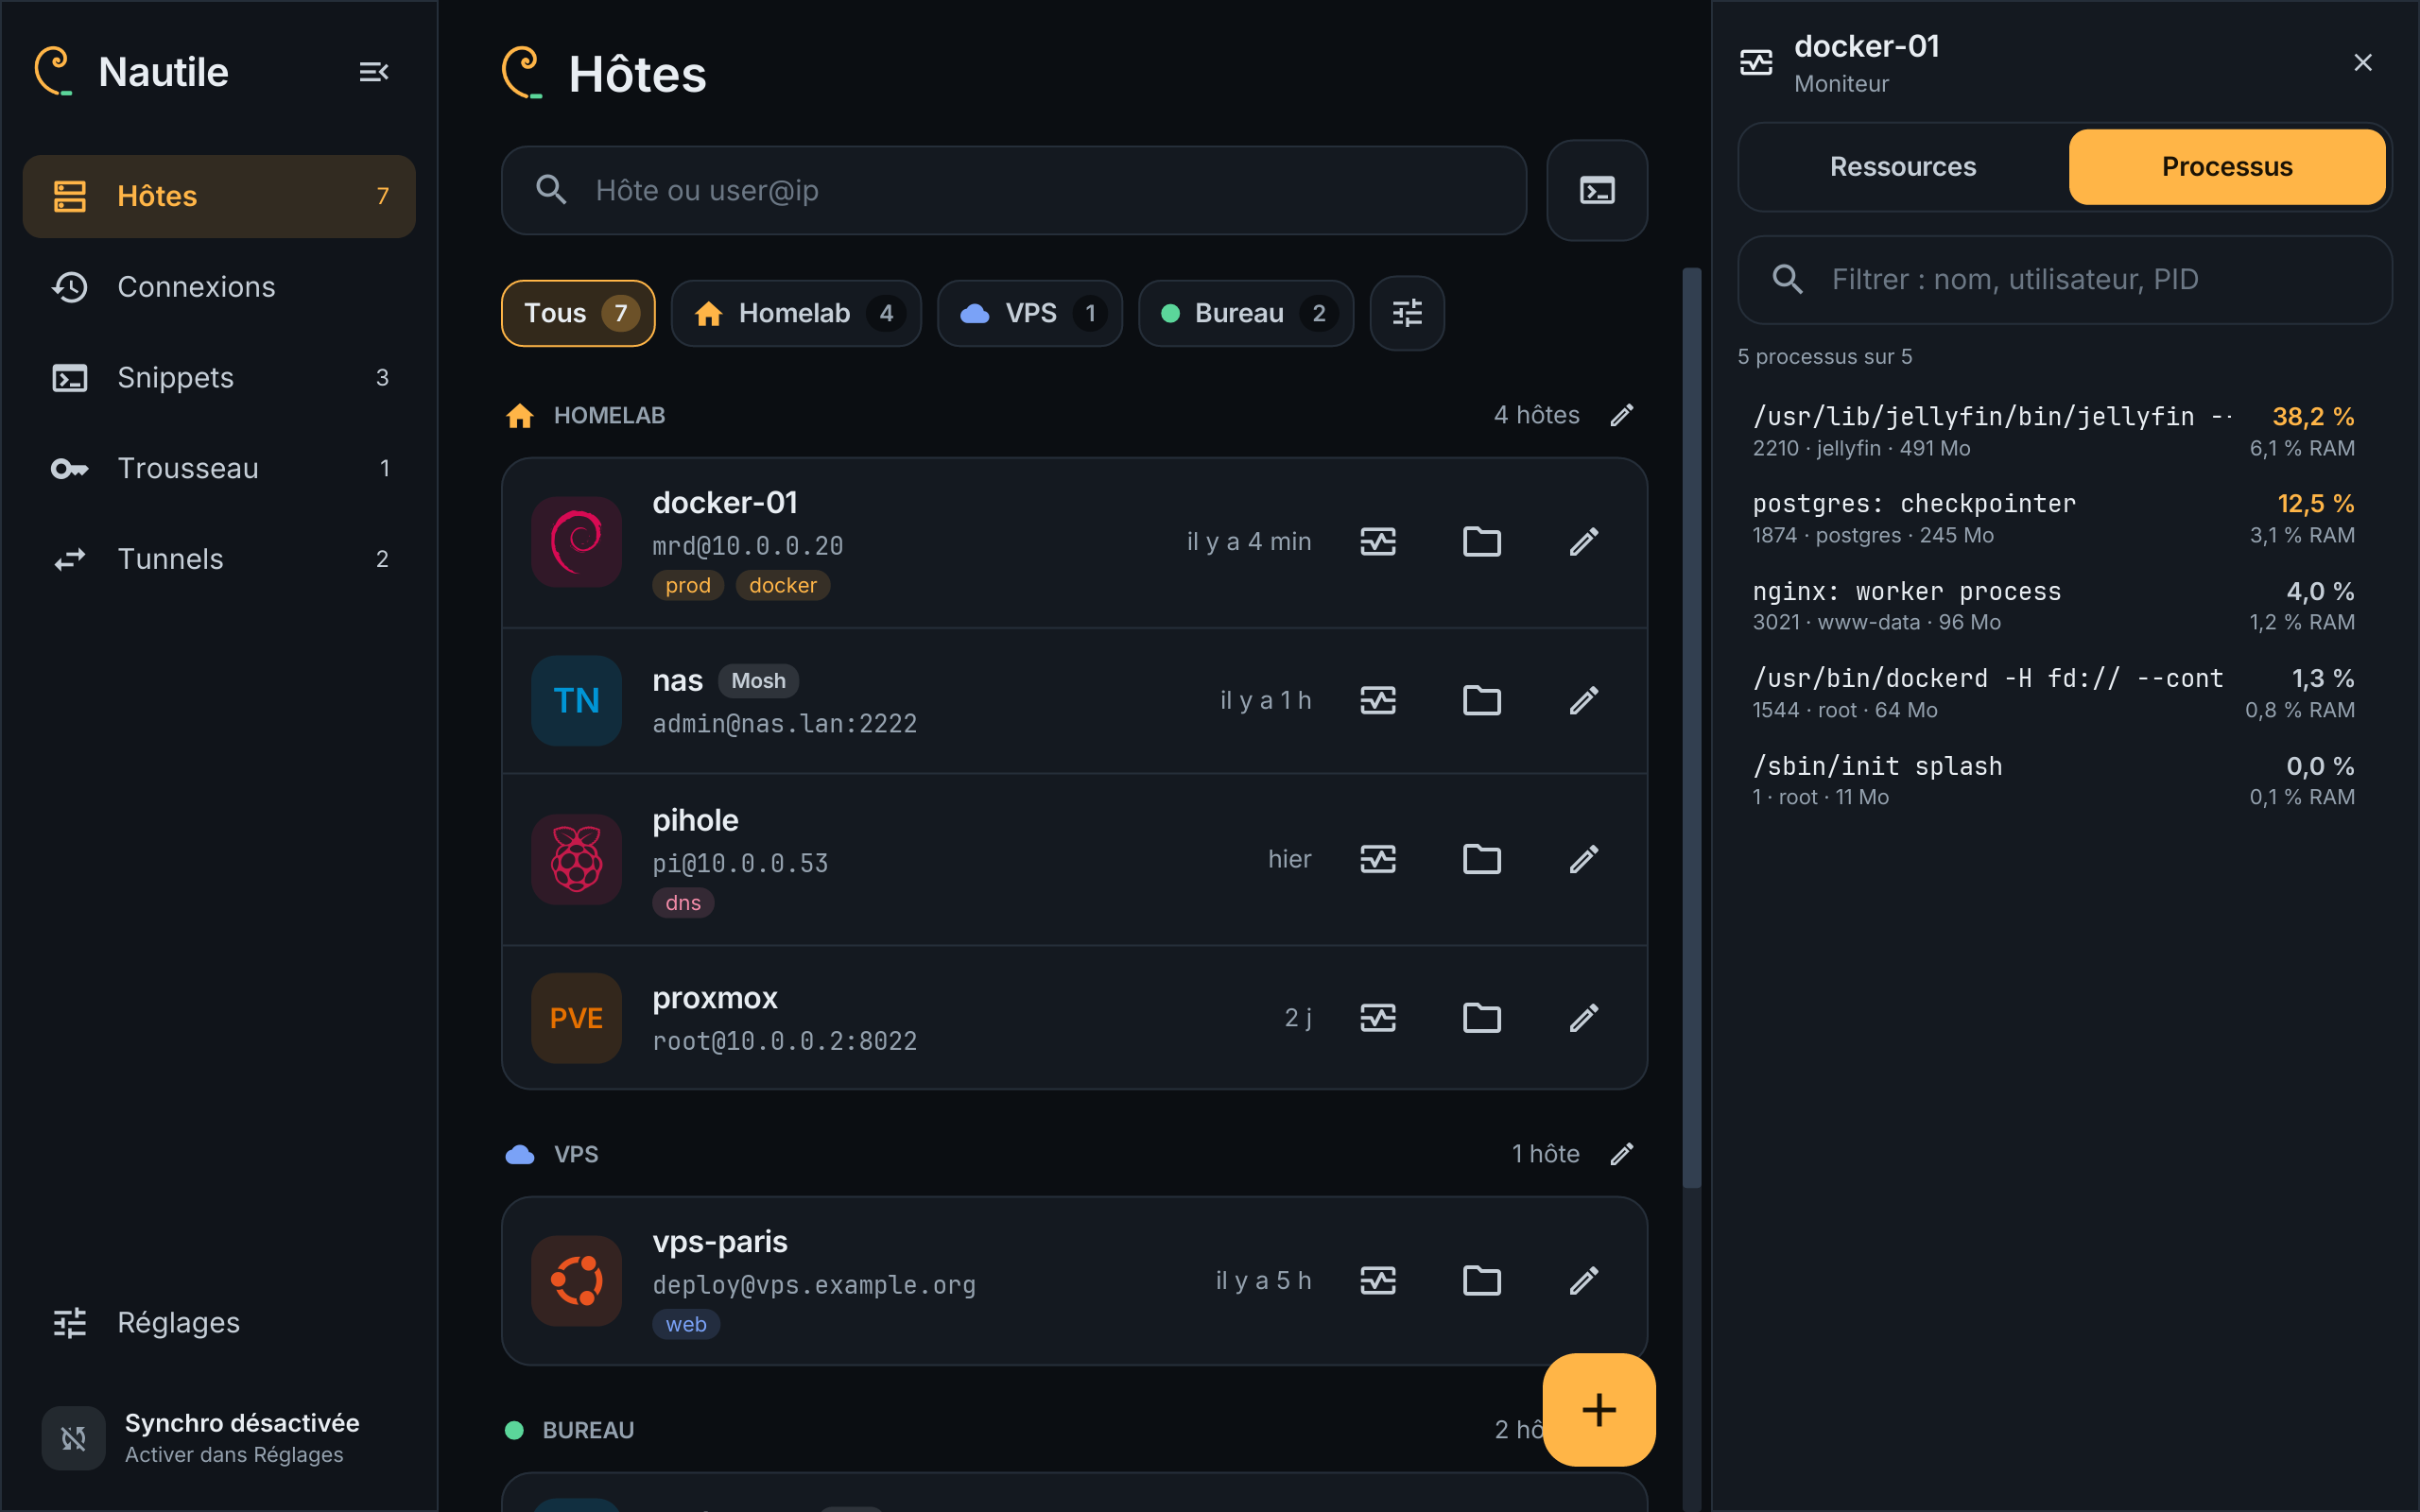 Nautile
Hôtes 7
Connexions
Snippets 3
Trousseau 1
Tunnels 2
Réglages
Synchro désactivée
Activer dans Réglages
Hôtes
Hôte ou user@ip
Tous 7 Homelab 4 VPS 1 Bureau 2
HOMELAB 4 hôtes
docker-01
mrd@10.0.0.20
prod docker
il y a 4 min
TN
nas Mosh
admin@nas.lan:2222
il y a 1 h
pihole
pi@10.0.0.53
dns
hier
PVE
proxmox
root@10.0.0.2:8022
2 j
VPS 1 hôte
vps-paris
deploy@vps.example.org
web
il y a 5 h
BUREAU 2 hô
docker-01
Moniteur
Ressources Processus
Filtrer : nom, utilisateur, PID
5 processus sur 5
/usr/lib/jellyfin/bin/jellyfin -- 38,2 %
2210 · jellyfin · 491 Mo 6,1 % RAM
postgres: checkpointer 12,5 %
1874 · postgres · 245 Mo 3,1 % RAM
nginx: worker process 4,0 %
3021 · www-data · 96 Mo 1,2 % RAM
/usr/bin/dockerd -H fd:// --cont 1,3 %
1544 · root · 64 Mo 0,8 % RAM
/sbin/init splash 0,0 %
1 · root · 11 Mo 0,1 % RAM